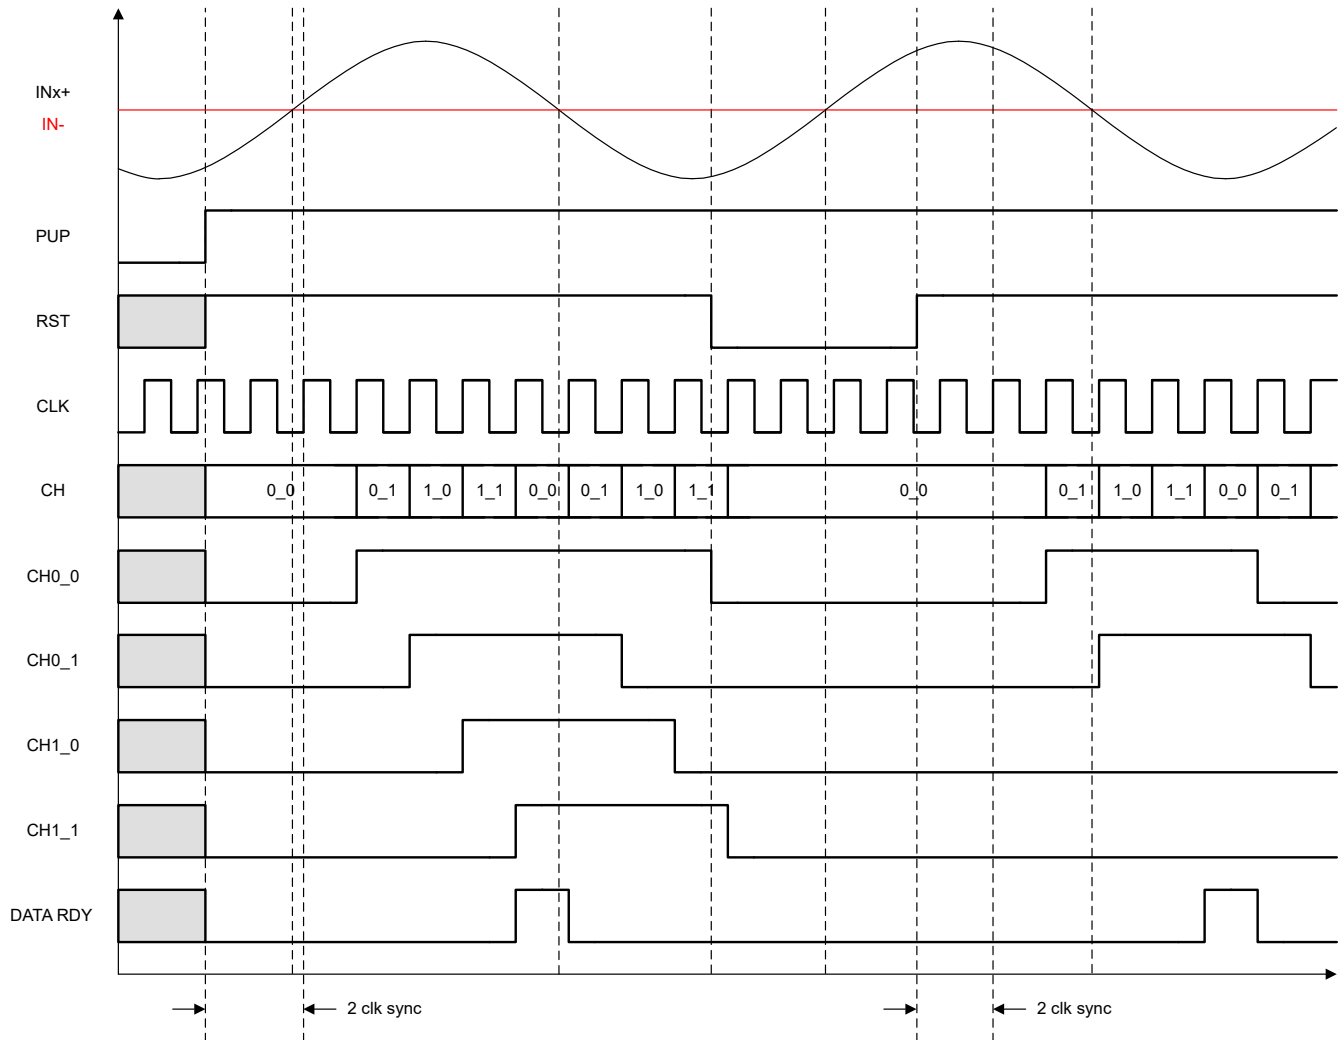 INx+
IN-
PUP
RST
CLK
CH
0_0 0_1 1_0 1_1 0_0 0_1 1_0 1_1 0_0 0_1 1_0 1_1 0_0 0_1
CH0_0
CH0_1
CH1_0
CH1_1
DATA RDY
2 clk sync 2 clk sync